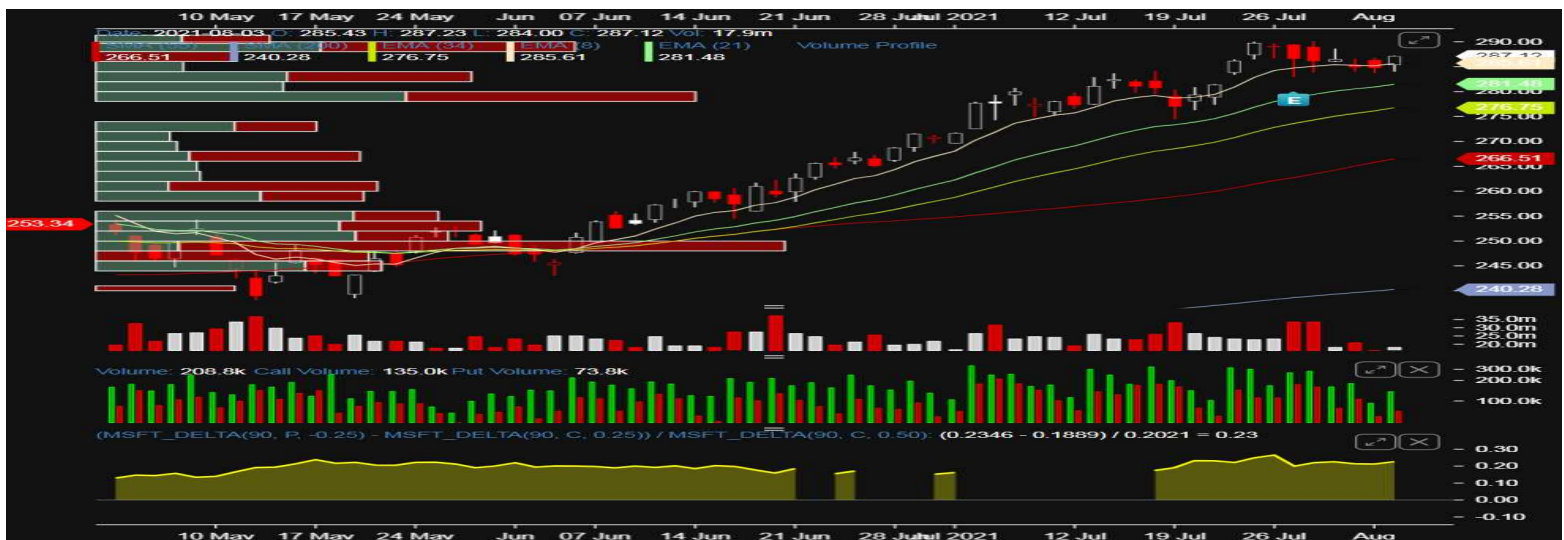 10 May 17 May 24 May Jun 07 Jun 14 Jun 21 Jun 28 Jun Jul 2021 12 Jul 19 Jul 26 Jul Aug
Date: 2021-08-03 O: 285.43 H: 287.23 L: 284.00 C: 287.12 Vol: 17.9m
SMA (200) EMA (34) EMA (8) EMA (21) Volume Profile
266.51 240.28 276.75 285.61 281.48
290.00
287.12
281.48
280.00
276.75
275.00
270.00
266.51
265.00
260.00
255.00
253.34
250.00
245.00
240.28
E
35.0m
30.0m
25.0m
20.0m
Volume: 208.8k Call Volume: 135.0k Put Volume: 73.8k
300.0k
200.0k
100.0k
(MSFT_DELTA(90, P, -0.25) - MSFT_DELTA(90, C, 0.25)) / MSFT_DELTA(90, C, 0.50): (0.2346 - 0.1889) / 0.2021 = 0.23
0.30
0.20
0.10
0.00
-0.10
10 May 17 May 24 May Jun 07 Jun 14 Jun 21 Jun 28 Jun Jul 2021 12 Jul 19 Jul 26 Jul Aug